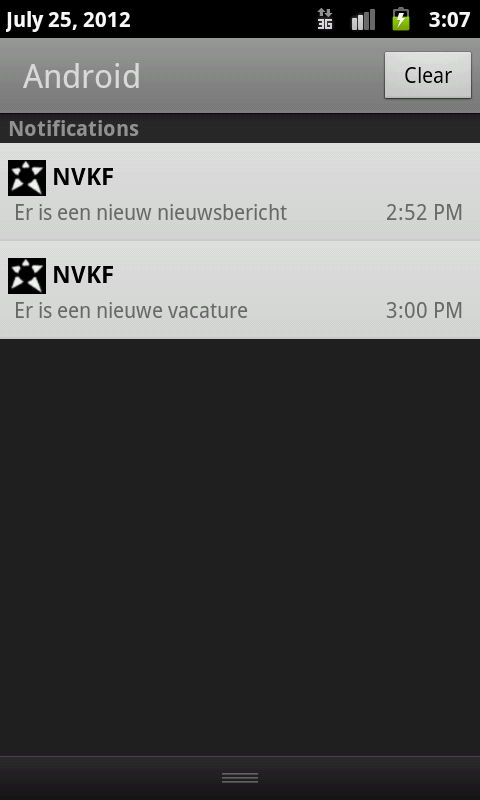 July 25, 2012 3G 3:07
Android Clear
Notifications
NVKF
Er is een nieuw nieuwsbericht 2:52 PM
NVKF
Er is een nieuwe vacature 3:00 PM